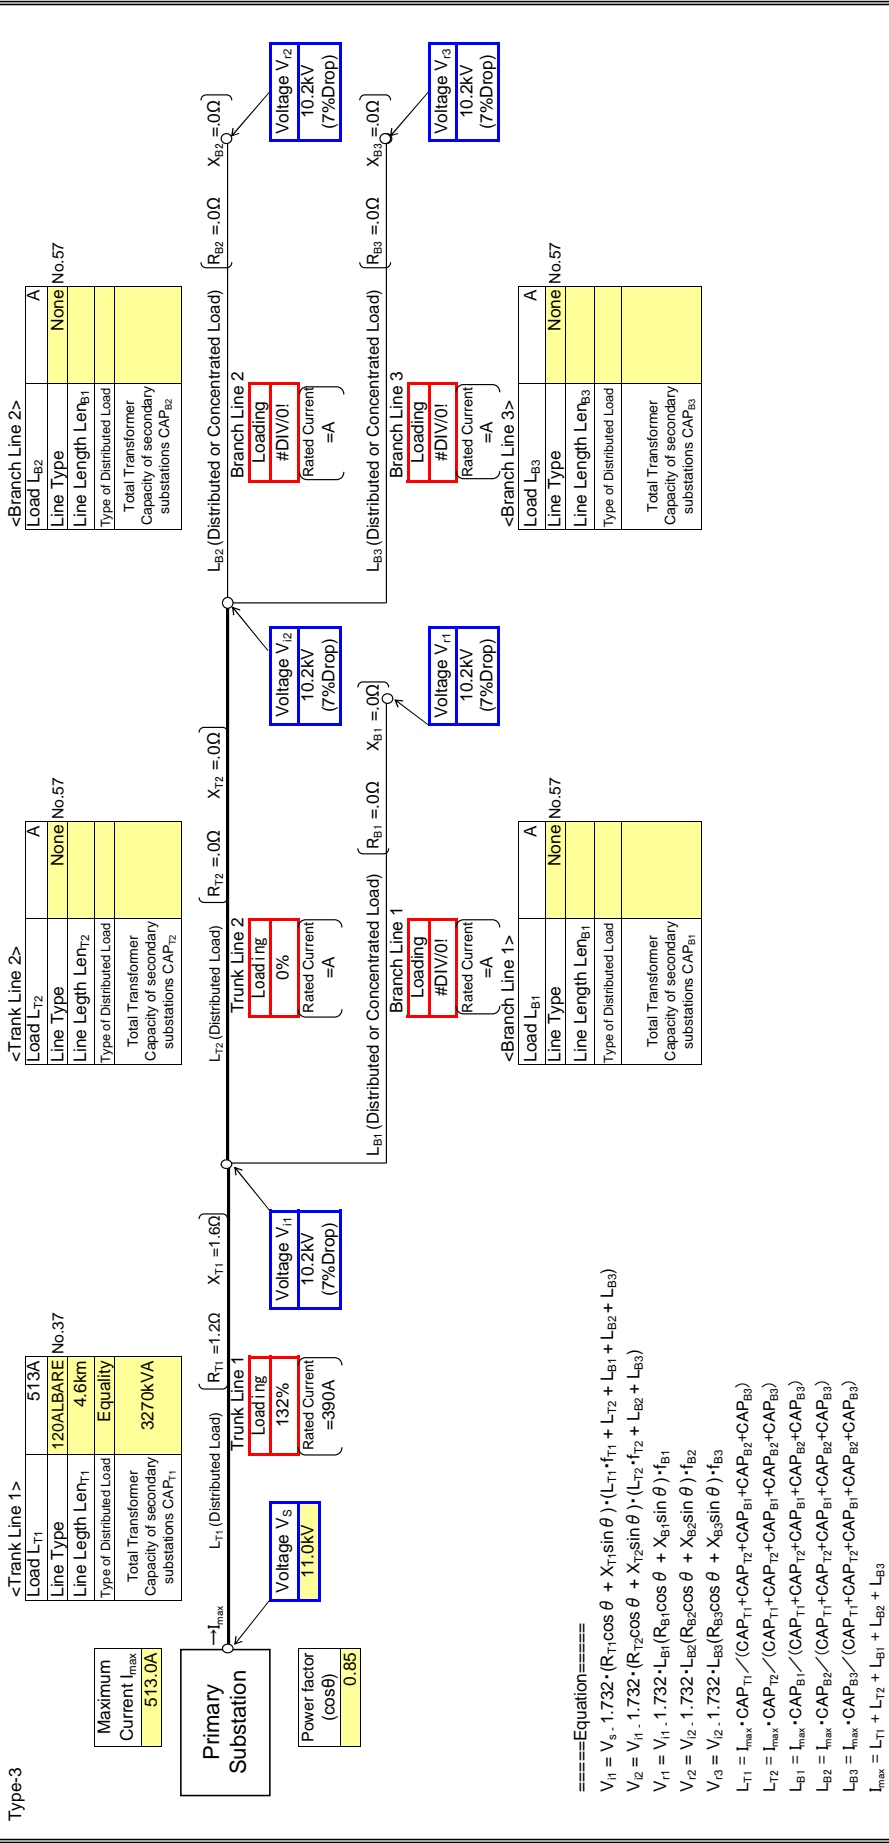 Type-3
Maximum
Current Imax
513.0A
Primary
Substation
Power factor
(cosθ)
0.85
→Imax
Voltage VS
11.0kV
<Trank Line 1>
Load LT1 513A
Line Type 120ALBARE No.37
Line Legth LenT1 4.6km
Type of Distributed Load Equality
Total Transformer
Capacity of secondary
substations CAPT1 3270kVA
LT1 (Distributed Load) (RT1 =1.2Ω XT1 =1.6Ω)
Trunk Line 1
Loading
132%
Rated Current
=390A
Voltage Vi1
10.2kV
(7%Drop)
<Trank Line 2>
Load LT2 A
Line Type None No.57
Line Legth LenT2
Type of Distributed Load
Total Transformer
Capacity of secondary
substations CAPT2
LT2 (Distributed Load) (RT2 =.0Ω XT2 =.0Ω)
Trunk Line 2
Loading
0%
Rated Current
=A
Voltage Vi2
10.2kV
(7%Drop)
LB1 (Distributed or Concentrated Load) (RB1 =.0Ω XB1 =.0Ω)
Branch Line 1
Loading
#DIV/0!
Rated Current
=A
Voltage Vr1
10.2kV
(7%Drop)
<Branch Line 1>
Load LB1 A
Line Type None No.57
Line Length LenB1
Type of Distributed Load
Total Transformer
Capacity of secondary
substations CAPB1
<Branch Line 2>
Load LB2 A
Line Type None No.57
Line Length LenB1
Type of Distributed Load
Total Transformer
Capacity of secondary
substations CAPB2
LB2 (Distributed or Concentrated Load) (RB2 =.0Ω XB2 =.0Ω)
Branch Line 2
Loading
#DIV/0!
Rated Current
=A
Voltage Vr2
10.2kV
(7%Drop)
LB3 (Distributed or Concentrated Load) (RB3 =.0Ω XB3 =.0Ω)
Branch Line 3
Loading
#DIV/0!
Rated Current
=A
Voltage Vr3
10.2kV
(7%Drop)
<Branch Line 3>
Load LB3 A
Line Type None No.57
Line Length LenB3
Type of Distributed Load
Total Transformer
Capacity of secondary
substations CAPB3
=====Equation=====
Vi1 = Vs - 1.732・(RT1cosθ + XT1sinθ)・(LT1・fT1 + LT2 + LB1 + LB2 + LB3)
Vi2 = Vi1 - 1.732・(RT2cosθ + XT2sinθ)・(LT2・fT2 + LB2 + LB3)
Vr1 = Vi1 - 1.732・LB1(RB1cosθ + XB1sinθ)・fB1
Vr2 = Vi2 - 1.732・LB2(RB2cosθ + XB2sinθ)・fB2
Vr3 = Vi2 - 1.732・LB3(RB3cosθ + XB3sinθ)・fB3
LT1 = Imax・CAPT1／(CAPT1+CAPT2+CAPB1+CAPB2+CAPB3)
LT2 = Imax・CAPT2／(CAPT1+CAPT2+CAPB1+CAPB2+CAPB3)
LB1 = Imax・CAPB1／(CAPT1+CAPT2+CAPB1+CAPB2+CAPB3)
LB2 = Imax・CAPB2／(CAPT1+CAPT2+CAPB1+CAPB2+CAPB3)
LB3 = Imax・CAPB3／(CAPT1+CAPT2+CAPB1+CAPB2+CAPB3)
Imax = LT1 + LT2 + LB1 + LB2 + LB3